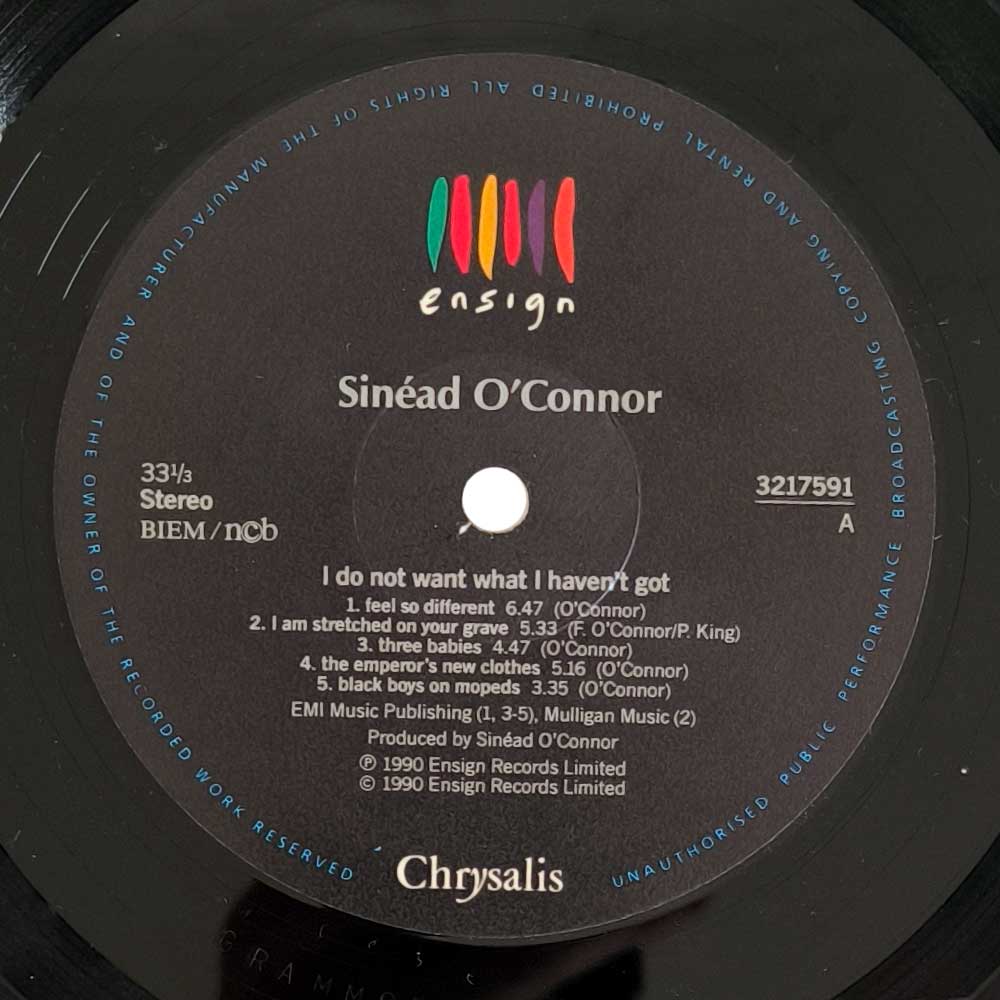 ALL RIGHTS OF THE MANUFACTURER AND OF THE OWNER OF THE RECORDED WORK RESERVED
UNAUTHORISED PUBLIC PERFORMANCE BROADCASTING COPYING AND RENTAL PROHIBITED
ensign
Sinéad O'Connor
33⅓
Stereo
BIEM/n©b
3217591
A
I do not want what I haven't got
1. feel so different 6.47 (O'Connor)
2. I am stretched on your grave 5.33 (F. O'Connor/P. King)
3. three babies 4.47 (O'Connor)
4. the emperor's new clothes 5.16 (O'Connor)
5. black boys on mopeds 3.35 (O'Connor)
EMI Music Publishing (1, 3-5), Mulligan Music (2)
Produced by Sinéad O'Connor
℗ 1990 Ensign Records Limited
© 1990 Ensign Records Limited
Chrysalis